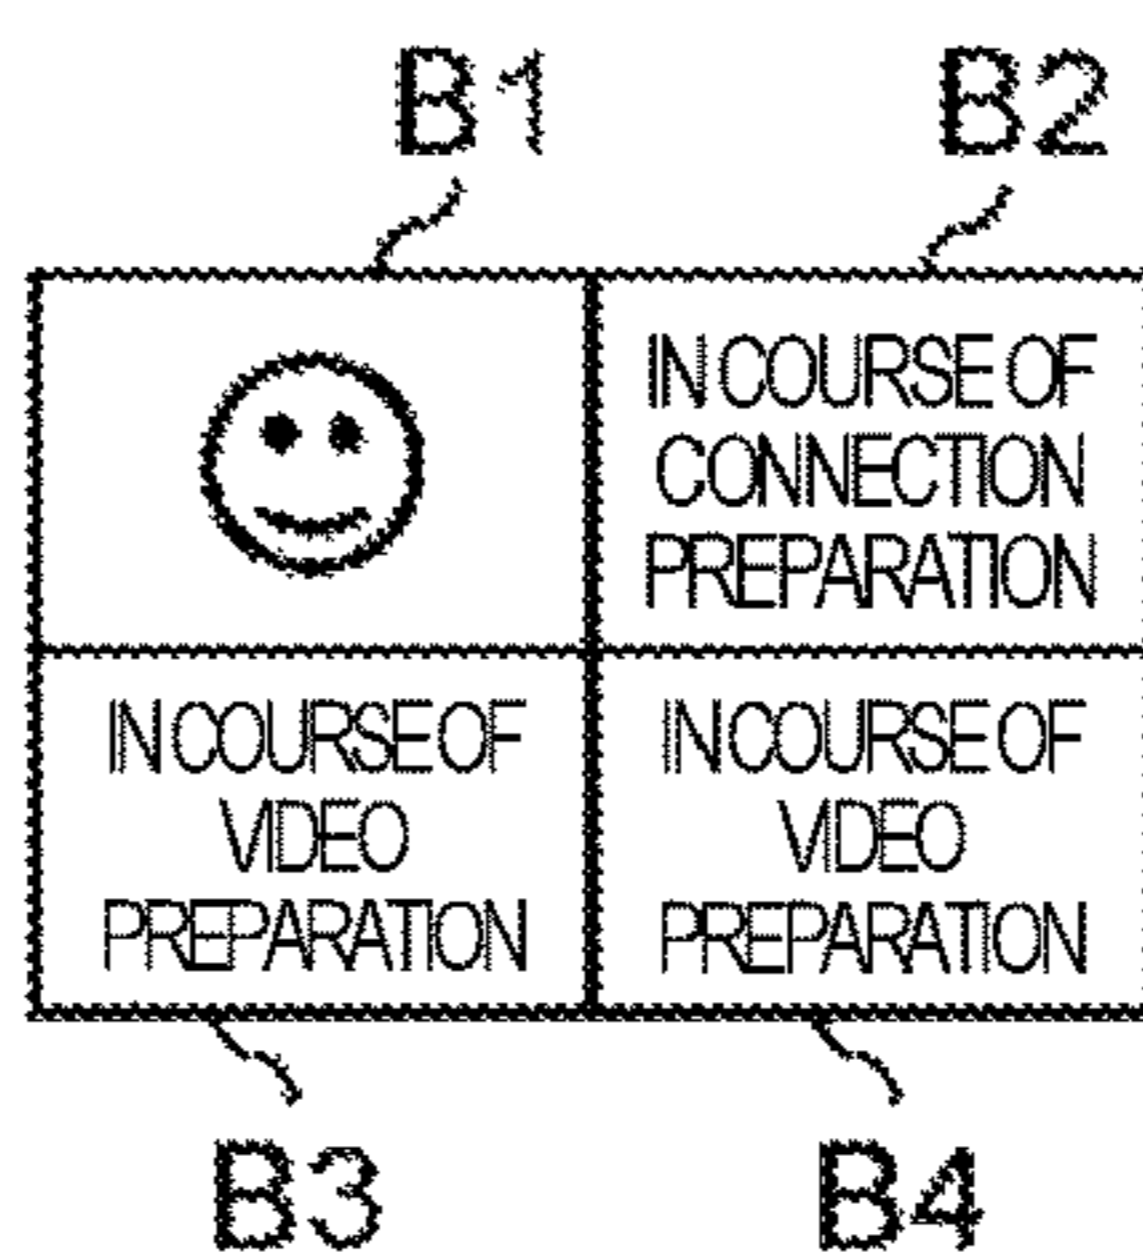 B1 B2
IN COURSE OF
CONNECTION
PREPARATION
IN COURSE OF
VIDEO
PREPARATION
IN COURSE OF
VIDEO
PREPARATION
B3 B4